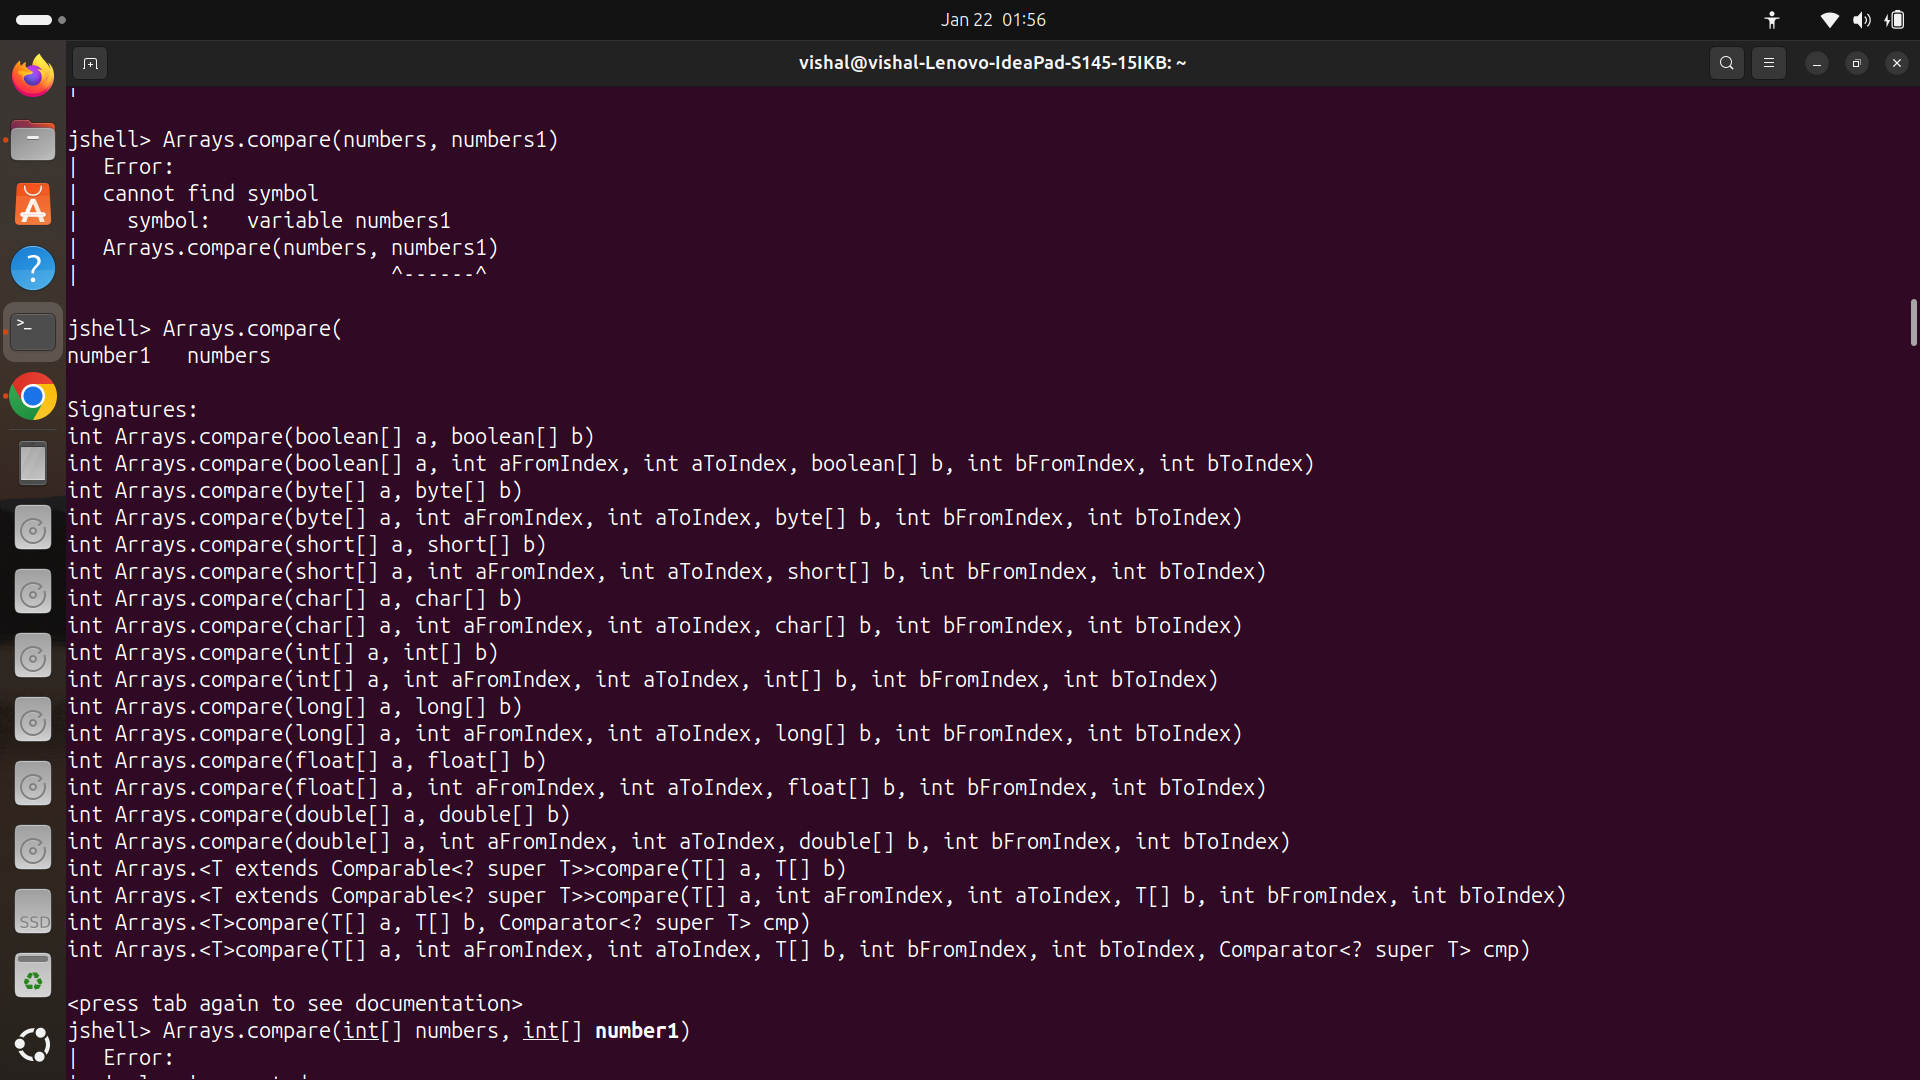 Jan 22 01:56
vishal@vishal-Lenovo-IdeaPad-S145-15IKB: ~
jshell> Arrays.compare(numbers, numbers1)
|  Error:
|  cannot find symbol
|    symbol:   variable numbers1
|  Arrays.compare(numbers, numbers1)
|                          ^------^
jshell> Arrays.compare(
number1   numbers
Signatures:
int Arrays.compare(boolean[] a, boolean[] b)
int Arrays.compare(boolean[] a, int aFromIndex, int aToIndex, boolean[] b, int bFromIndex, int bToIndex)
int Arrays.compare(byte[] a, byte[] b)
int Arrays.compare(byte[] a, int aFromIndex, int aToIndex, byte[] b, int bFromIndex, int bToIndex)
int Arrays.compare(short[] a, short[] b)
int Arrays.compare(short[] a, int aFromIndex, int aToIndex, short[] b, int bFromIndex, int bToIndex)
int Arrays.compare(char[] a, char[] b)
int Arrays.compare(char[] a, int aFromIndex, int aToIndex, char[] b, int bFromIndex, int bToIndex)
int Arrays.compare(int[] a, int[] b)
int Arrays.compare(int[] a, int aFromIndex, int aToIndex, int[] b, int bFromIndex, int bToIndex)
int Arrays.compare(long[] a, long[] b)
int Arrays.compare(long[] a, int aFromIndex, int aToIndex, long[] b, int bFromIndex, int bToIndex)
int Arrays.compare(float[] a, float[] b)
int Arrays.compare(float[] a, int aFromIndex, int aToIndex, float[] b, int bFromIndex, int bToIndex)
int Arrays.compare(double[] a, double[] b)
int Arrays.compare(double[] a, int aFromIndex, int aToIndex, double[] b, int bFromIndex, int bToIndex)
int Arrays.<T extends Comparable<? super T>>compare(T[] a, T[] b)
int Arrays.<T extends Comparable<? super T>>compare(T[] a, int aFromIndex, int aToIndex, T[] b, int bFromIndex, int bToIndex)
int Arrays.<T>compare(T[] a, T[] b, Comparator<? super T> cmp)
int Arrays.<T>compare(T[] a, int aFromIndex, int aToIndex, T[] b, int bFromIndex, int bToIndex, Comparator<? super T> cmp)
<press tab again to see documentation>
jshell> Arrays.compare(int[] numbers, int[] number1)
|  Error:
SSD